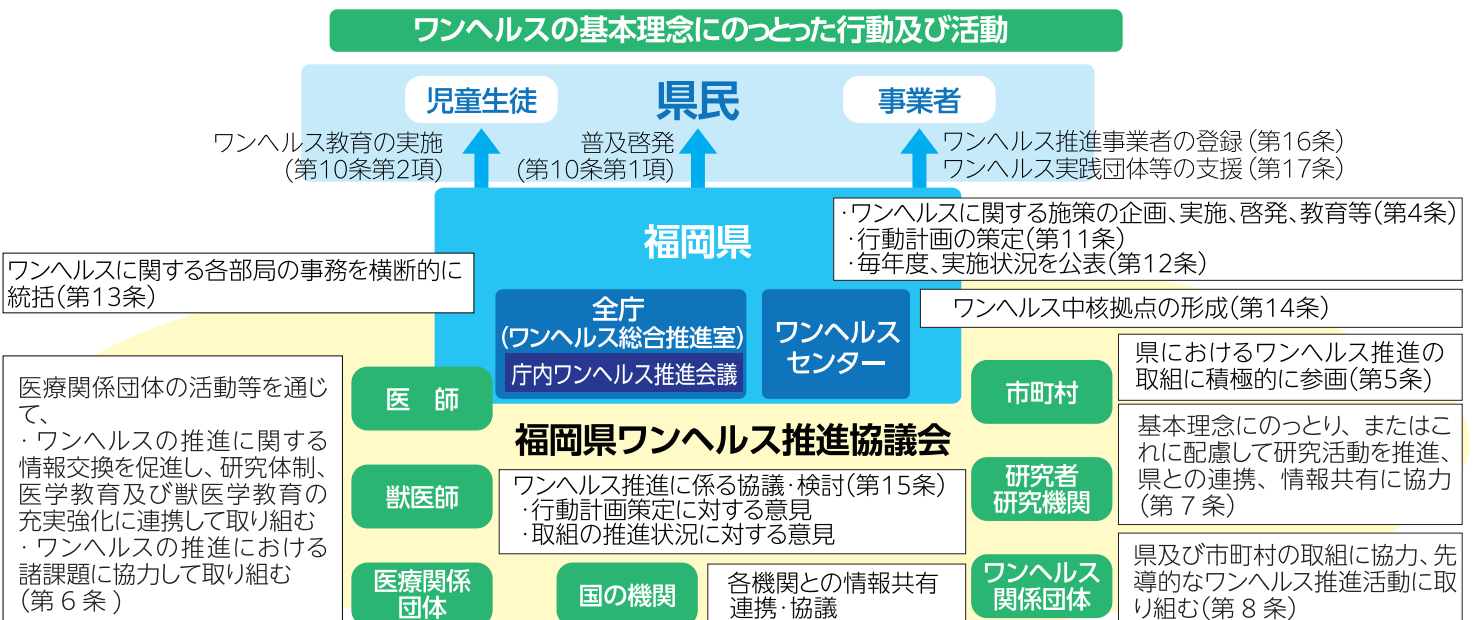 ワンヘルスの基本理念にのっとった行動及び活動
児童生徒
県民
事業者
ワンヘルス教育の実施
(第10条第2項)
普及啓発
(第10条第1項)
ワンヘルス推進事業者の登録(第16条)
ワンヘルス実践団体等の支援(第17条)
福岡県
・ワンヘルスに関する施策の企画、実施、啓発、教育等(第4条)
・行動計画の策定(第11条)
・毎年度、実施状況を公表(第12条)
ワンヘルスに関する各部局の事務を横断的に
統括(第13条)
全庁
(ワンヘルス総合推進室)
庁内ワンヘルス推進会議
ワンヘルス
センター
ワンヘルス中核拠点の形成(第14条)
医療関係団体の活動等を通じ
て、
・ワンヘルスの推進に関する
情報交換を促進し、研究体制、
医学教育及び獣医学教育の
充実強化に連携して取り組む
・ワンヘルスの推進における
諸課題に協力して取り組む
(第6条)
医 師
獣医師
医療関係
団体
福岡県ワンヘルス推進協議会
ワンヘルス推進に係る協議・検討(第15条)
・行動計画策定に対する意見
・取組の推進状況に対する意見
国の機関
各機関との情報共有
連携・協議
市町村
県におけるワンヘルス推進の
取組に積極的に参画(第5条)
研究者
研究機関
基本理念にのっとり、またはこ
れに配慮して研究活動を推進、
県との連携、情報共有に協力
(第7条)
ワンヘルス
関係団体
県及び市町村の取組に協力、先
導的なワンヘルス推進活動に取
り組む(第8条)